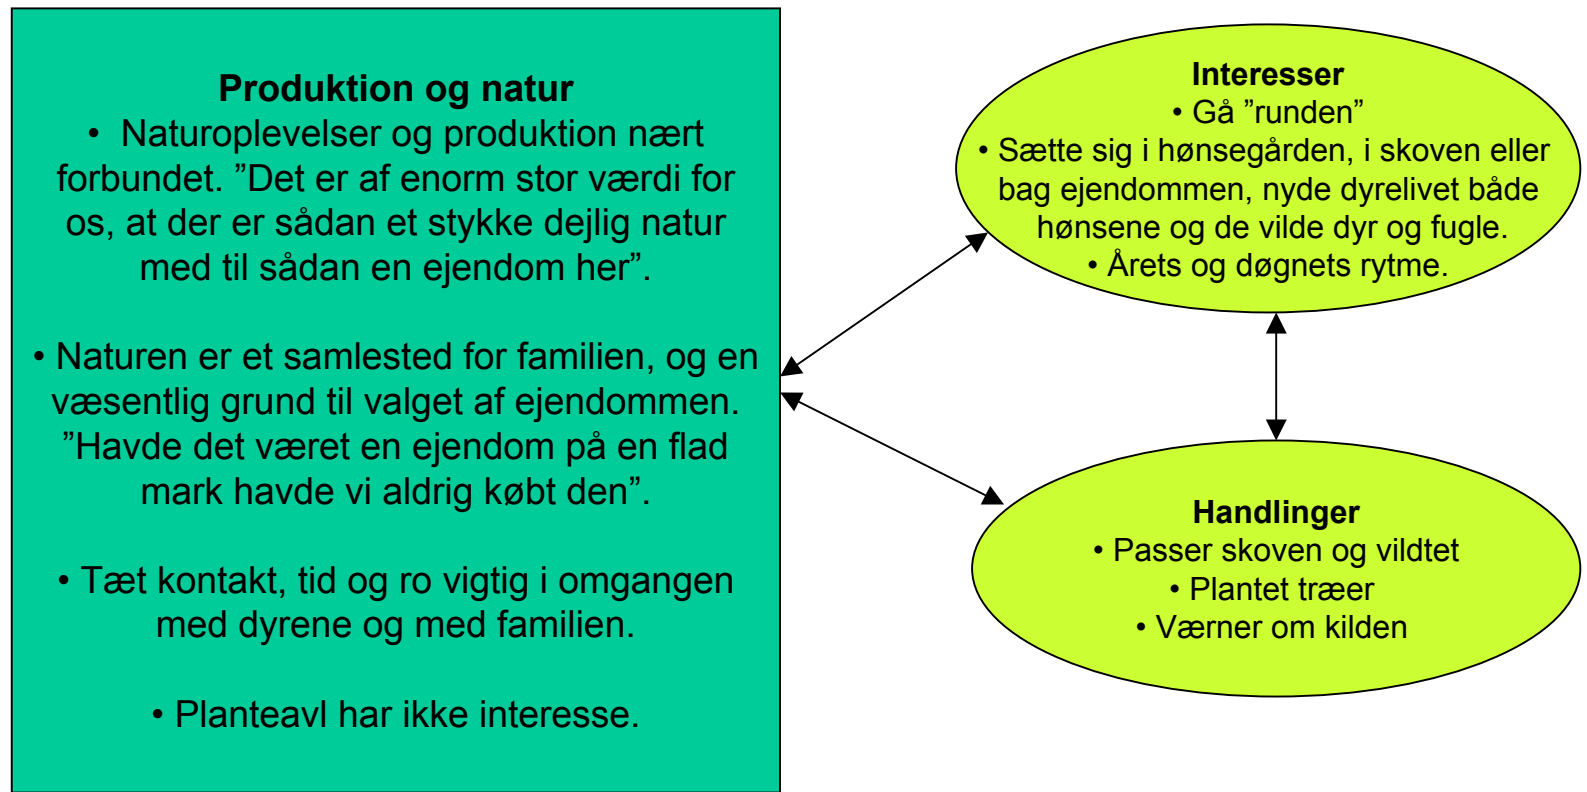 Produktion og natur
• Naturoplevelser og produktion nært
forbundet. ”Det er af enorm stor værdi for
os, at der er sådan et stykke dejlig natur
med til sådan en ejendom her”.
• Naturen er et samlested for familien, og en
væsentlig grund til valget af ejendommen.
”Havde det været en ejendom på en flad
mark havde vi aldrig købt den”.
• Tæt kontakt, tid og ro vigtig i omgangen
med dyrene og med familien.
• Planteavl har ikke interesse.
Interesser
• Gå ”runden”
• Sætte sig i hønsegården, i skoven eller
bag ejendommen, nyde dyrelivet både
hønsene og de vilde dyr og fugle.
• Årets og døgnets rytme.
Handlinger
• Passer skoven og vildtet
• Plantet træer
• Værner om kilden